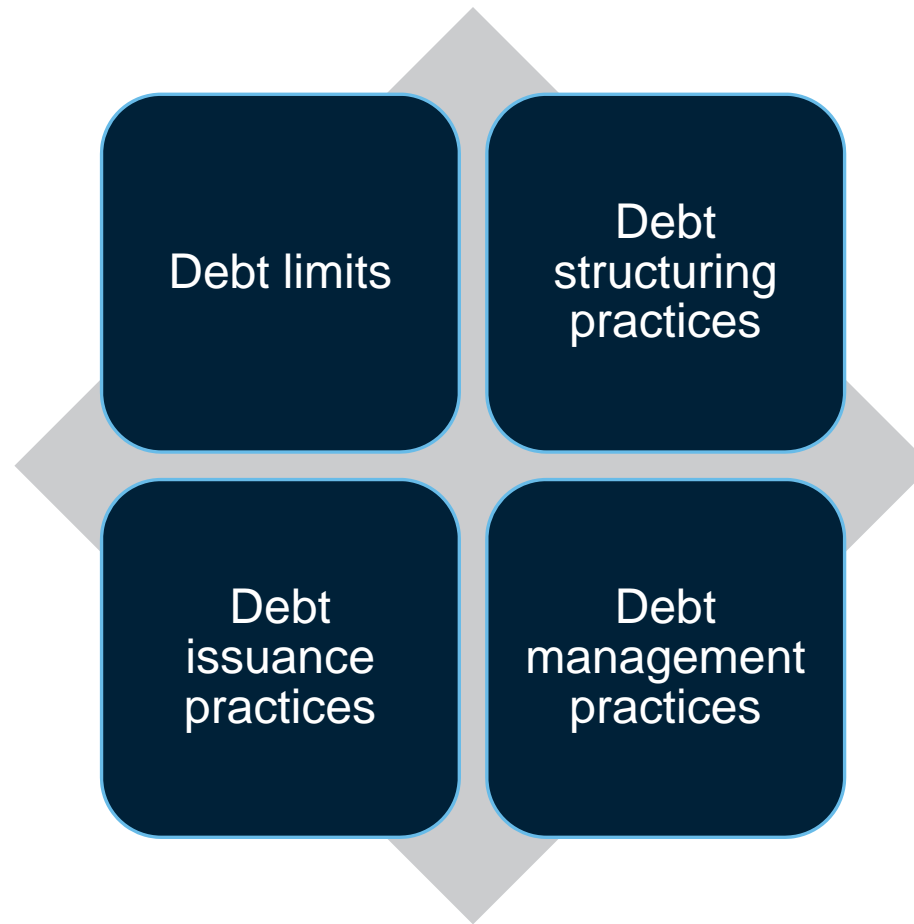 Debt limits
Debt
structuring
practices
Debt
issuance
practices
Debt
management
practices